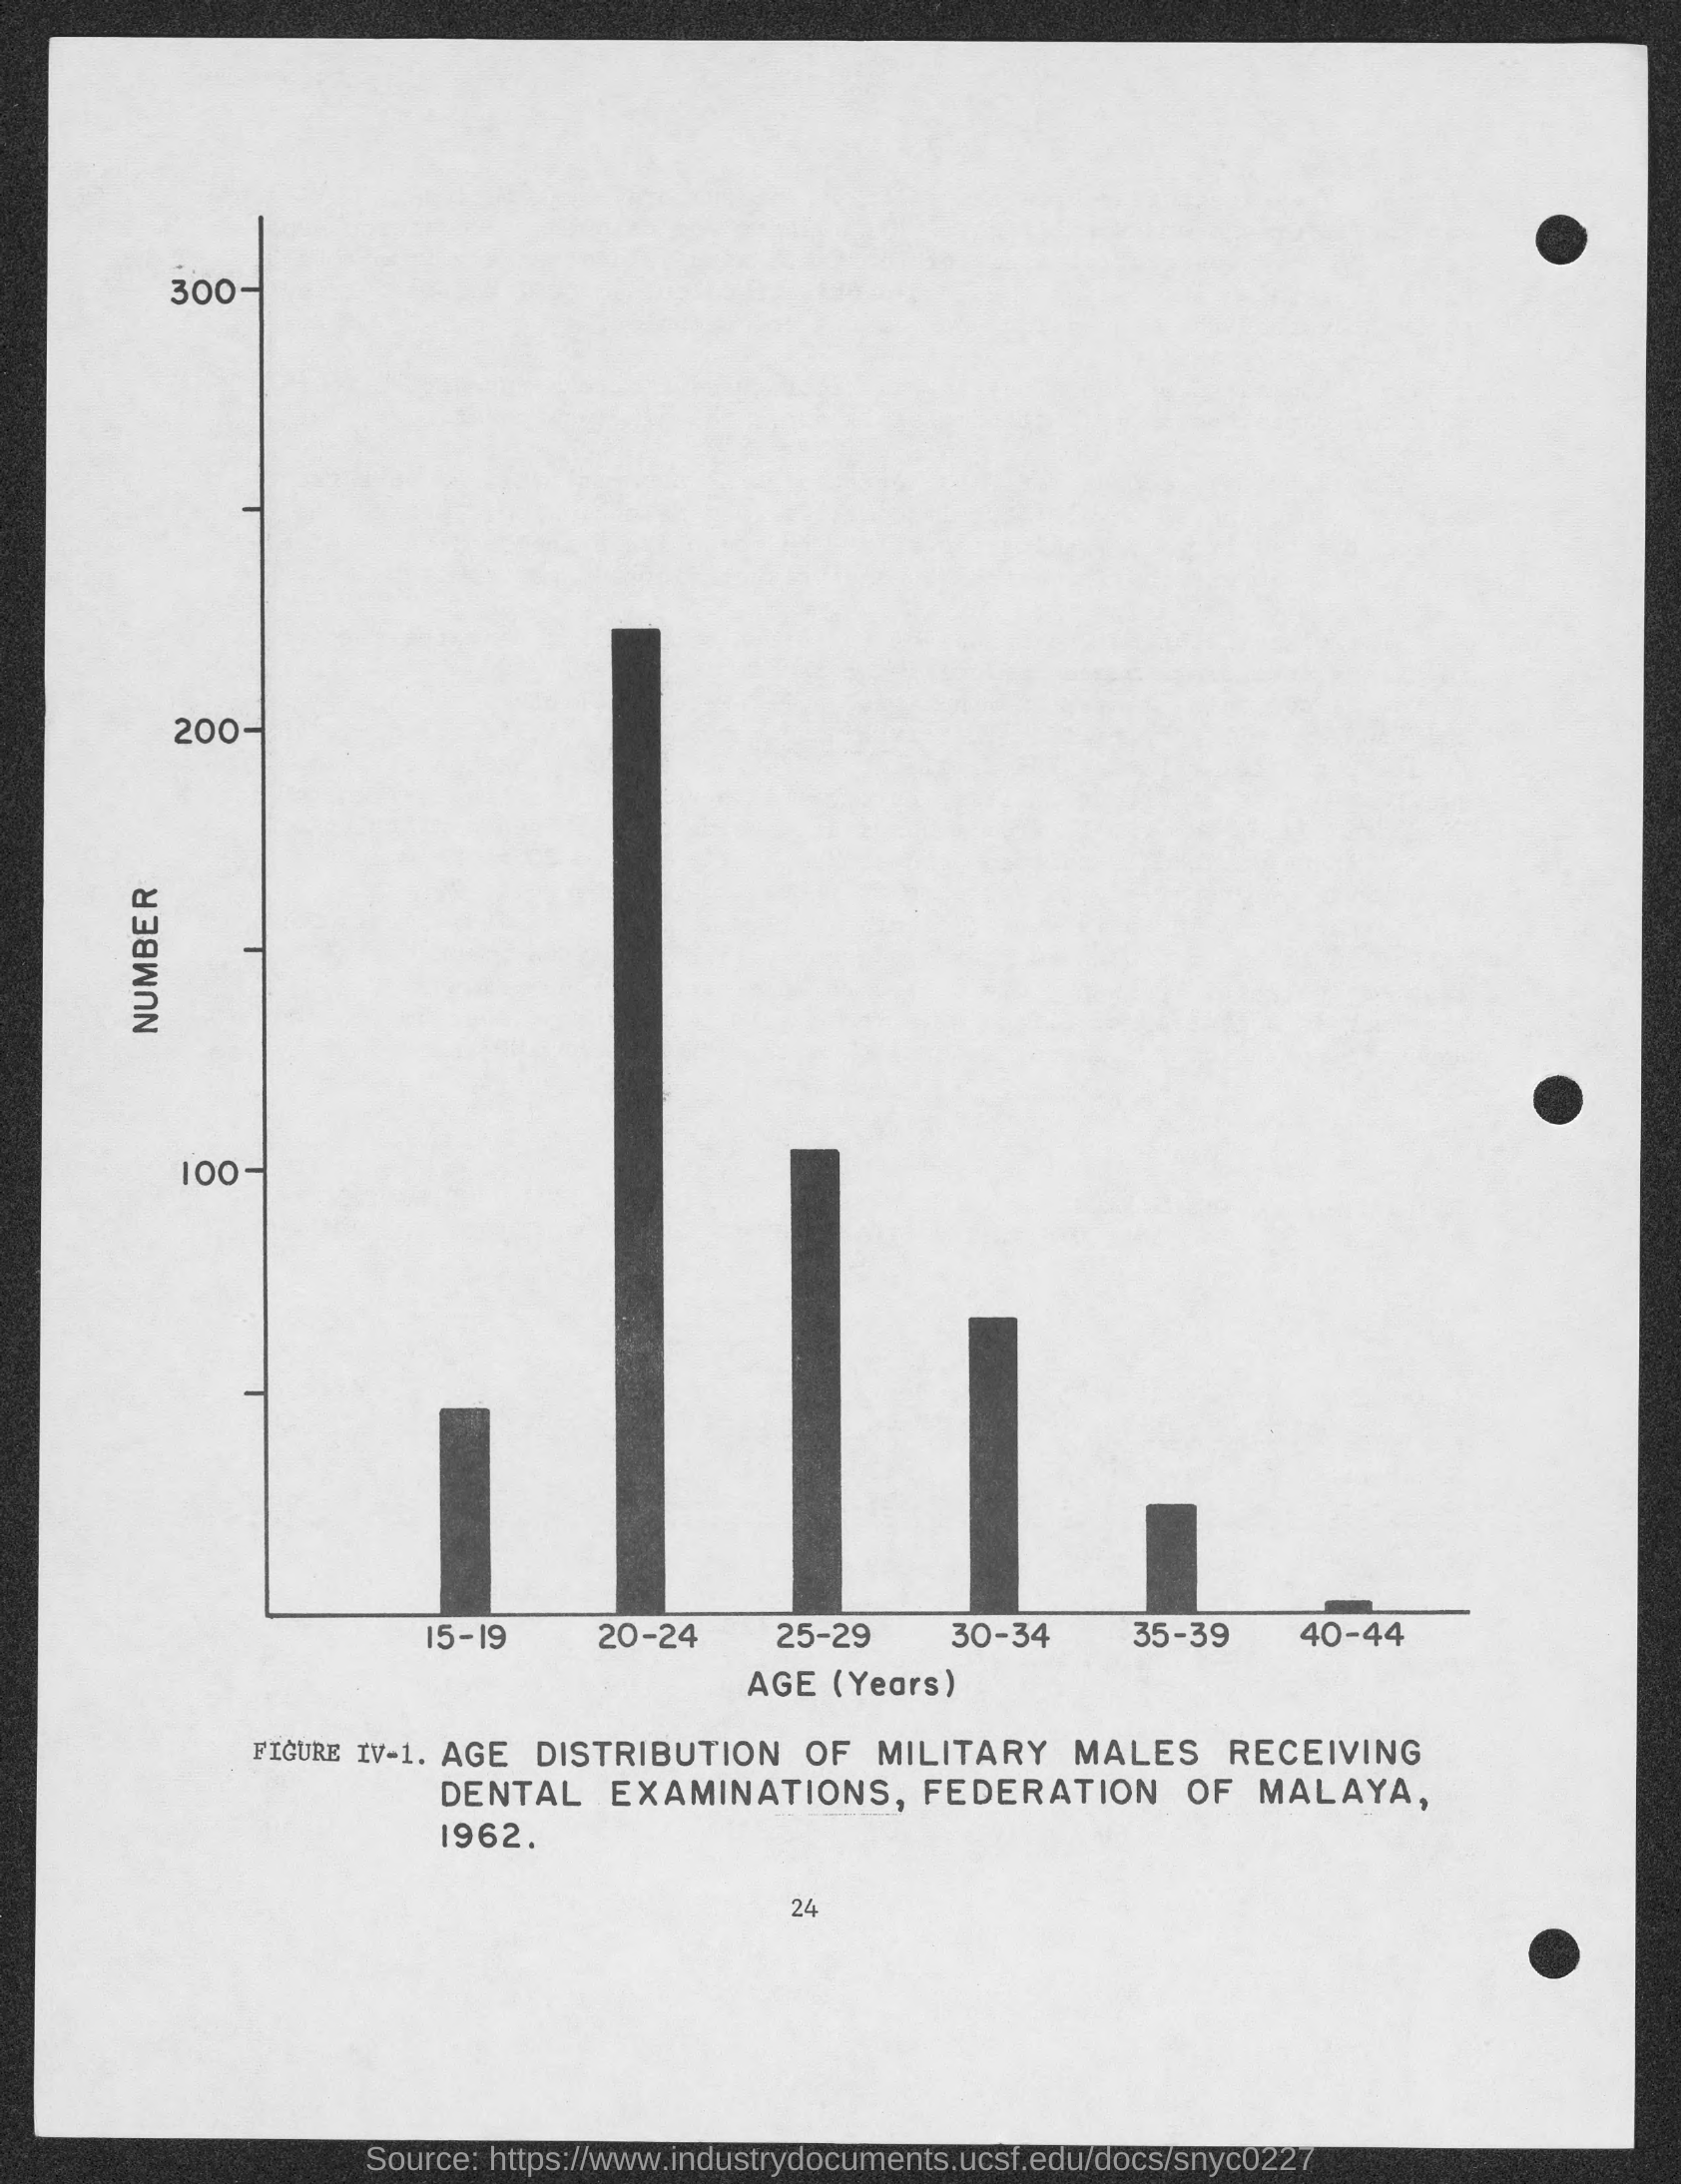 300
200
100
NUMBER
15-19 20-24 25-29 30-34 35-39 40-44
AGE (Years)
FIGURE IV-1. AGE DISTRIBUTION OF MILITARY MALES RECEIVING
DENTAL EXAMINATIONS, FEDERATION OF MALAYA,
1962.
24
Source: https://www.industrydocuments.ucsf.edu/docs/snyc0227